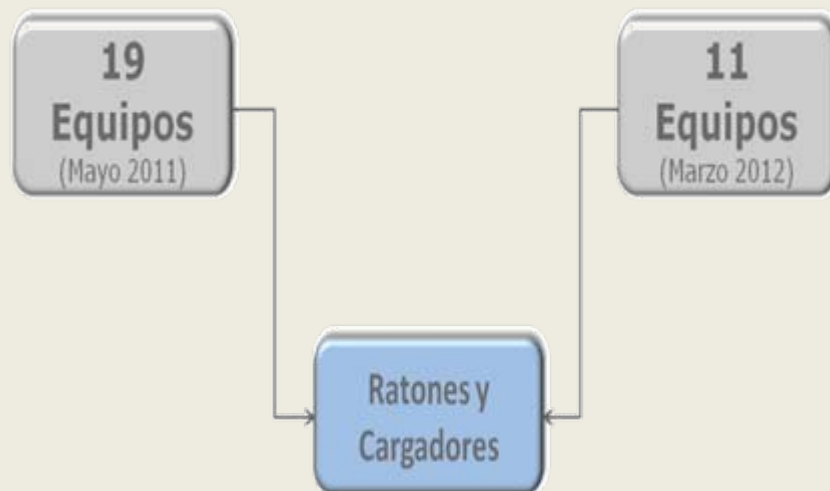 19
Equipos
(Mayo 2011)
11
Equipos
(Marzo 2012)
Ratones y
Cargadores